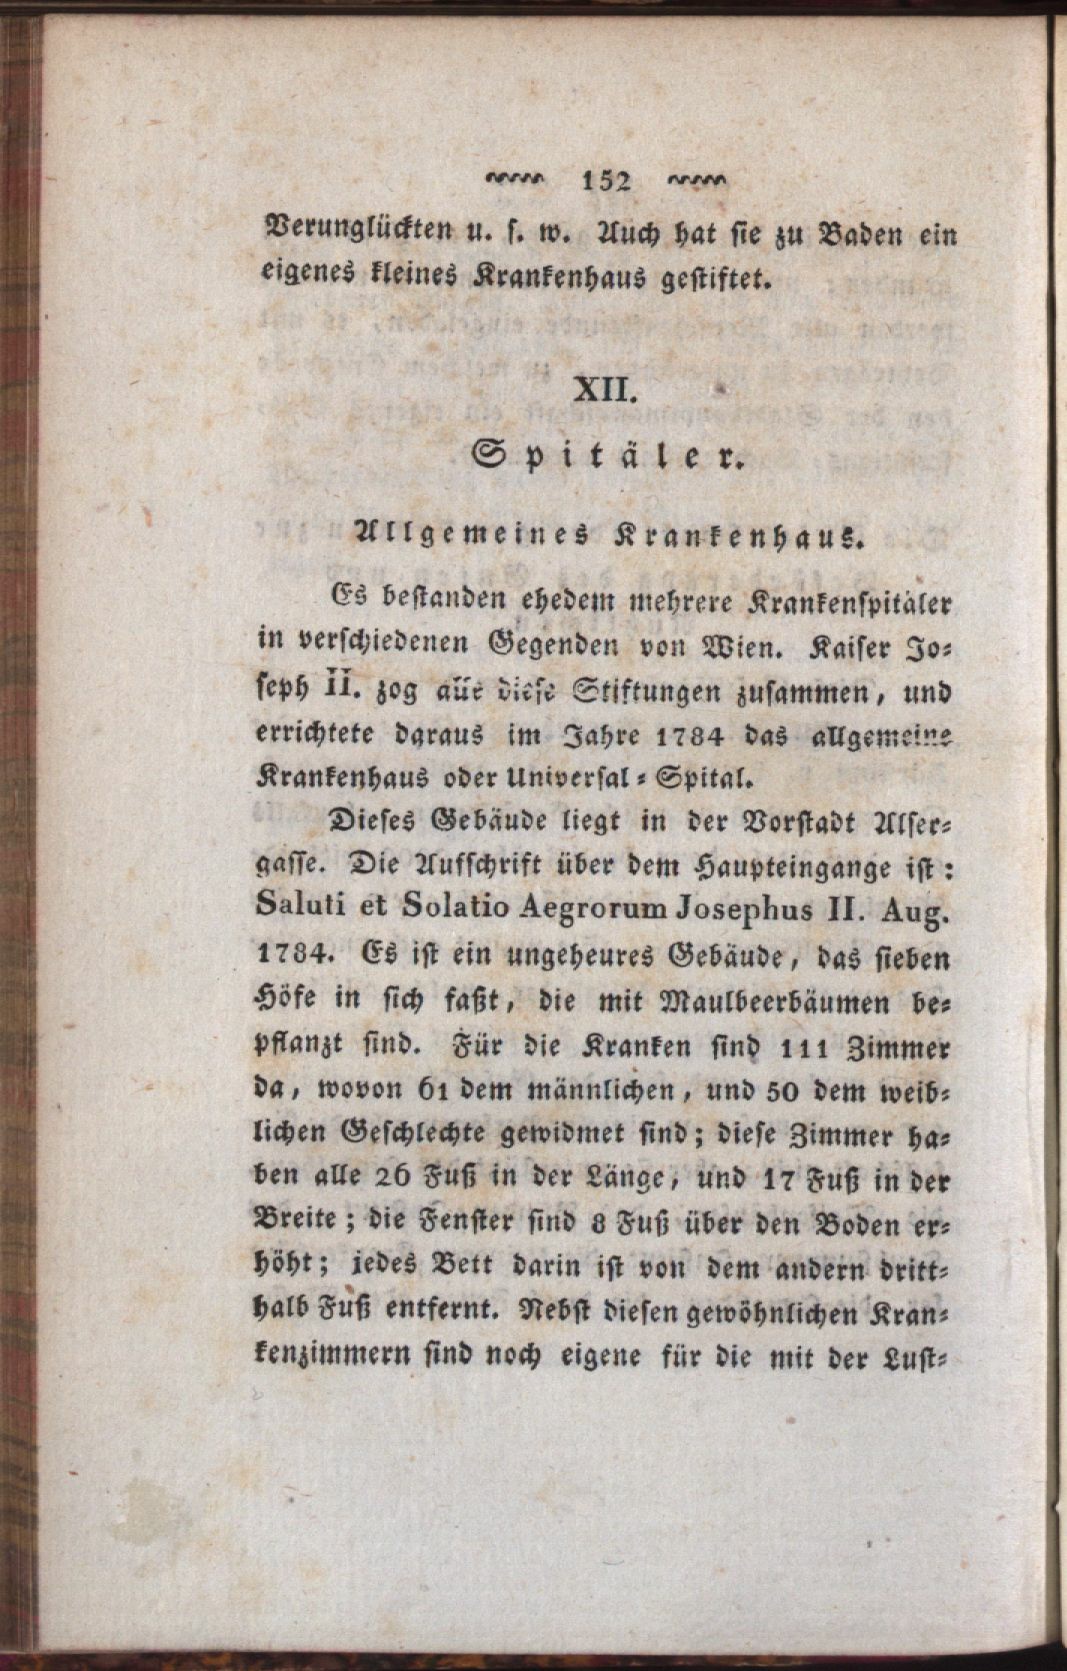 152
Verunglückten u. s. w. Auch hat sie zu Baden ein
eigenes kleines Krankenhaus gestiftet.
XII.
Spitäler.
Allgemeines Krankenhaus.
Es bestanden ehedem mehrere Krankenspitäler
in verschiedenen Gegenden von Wien. Kaiser Jo-
seph II. zog alle diese Stiftungen zusammen, und
errichtete daraus im Jahre 1784 das allgemeine
Krankenhaus oder Universal-Spital.
Dieses Gebäude liegt in der Vorstadt Alser-
gasse. Die Aufschrift über dem Haupteingange ist:
Saluti et Solatio Aegrorum Josephus II. Aug.
1784. Es ist ein ungeheures Gebäude, das sieben
Höfe in sich faßt, die mit Maulbeerbäumen be-
pflanzt sind. Für die Kranken sind 111 Zimmer
da, wovon 61 dem männlichen, und 50 dem weib-
lichen Geschlechte gewidmet sind; diese Zimmer ha-
ben alle 26 Fuß in der Länge, und 17 Fuß in der
Breite; die Fenster sind 8 Fuß über den Boden er-
höht; jedes Bett darin ist von dem andern dritt-
halb Fuß entfernt. Nebst diesen gewöhnlichen Kran-
kenzimmern sind noch eigene für die mit der Lust-